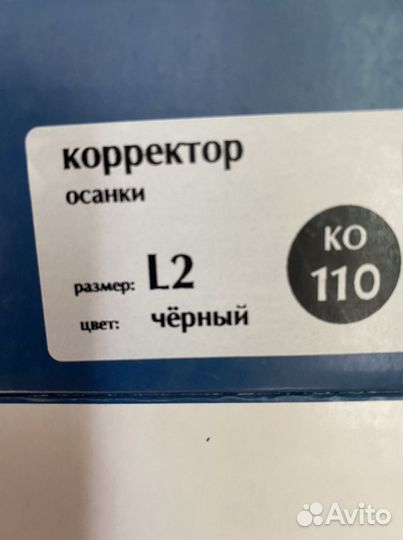 корректор
осанки
размер: L2
цвет: чёрный
КО
110
Avito